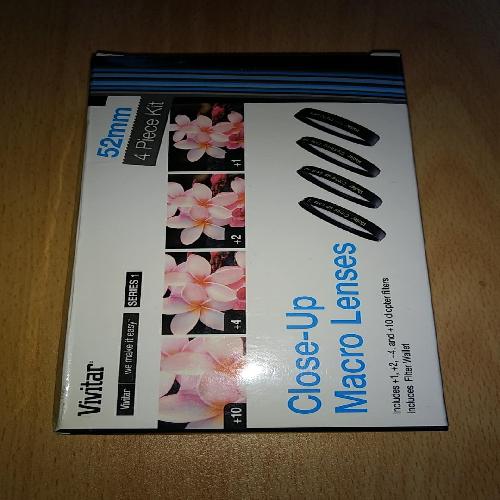 52mm
4 Piece Kit
Vivitar
Vivitar
we make it easy
SERIES 1
+1
+2
+4
+10
Close-Up
Macro Lenses
Includes +1, +2, +4, and +10 diopter filters
Includes Filter Wallet